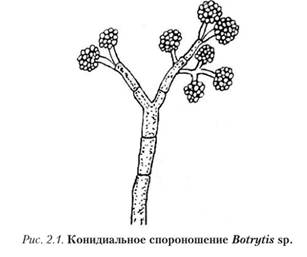 Рис. 2.1. Конидиальное спороношение Botrytis sp.